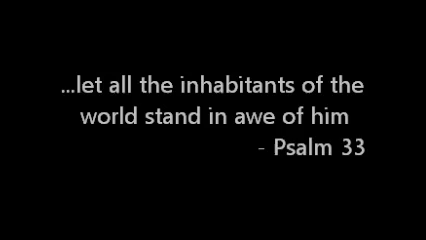 ...let all the inhabitants of the
world stand in awe of him
- Psalm 33